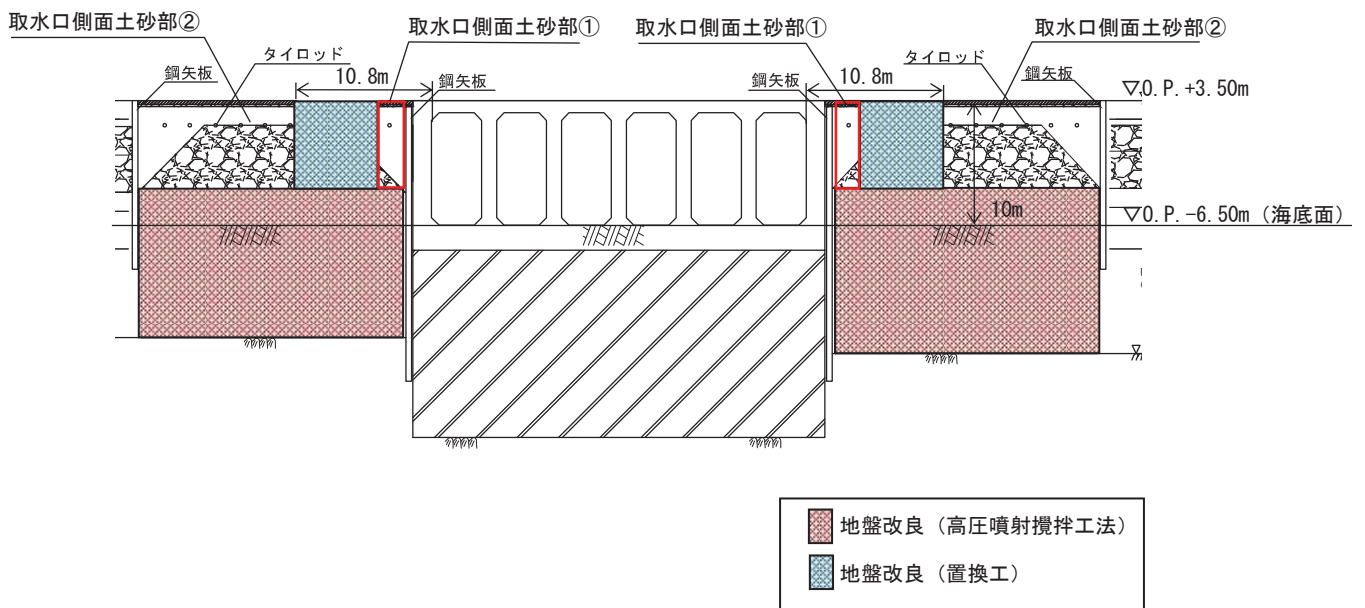 取水口側面土砂部②
取水口側面土砂部①
取水口側面土砂部①
取水口側面土砂部②
タイロッド
タイロッド
鋼矢板
10.8m
鋼矢板
鋼矢板
10.8m
鋼矢板
▽O.P.+3.50m
10m
▽O.P.-6.50m（海底面）
地盤改良（高圧噴射攪拌工法）
地盤改良（置換工）